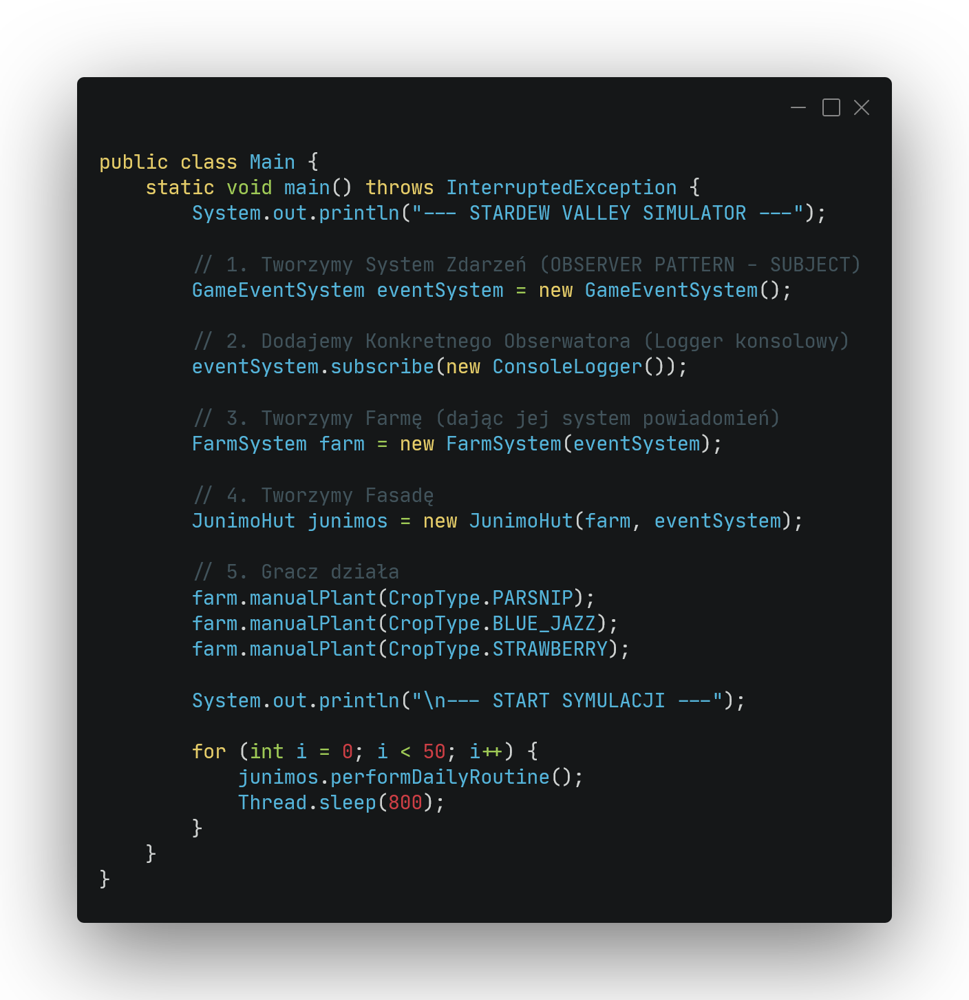 public class Main {
    static void main() throws InterruptedException {
        System.out.println("--- STARDEW VALLEY SIMULATOR ---");
        // 1. Tworzymy System Zdarzeń (OBSERVER PATTERN - SUBJECT)
        GameEventSystem eventSystem = new GameEventSystem();
        // 2. Dodajemy Konkretnego Obserwatora (Logger konsolowy)
        eventSystem.subscribe(new ConsoleLogger());
        // 3. Tworzymy Farmę (dając jej system powiadomień)
        FarmSystem farm = new FarmSystem(eventSystem);
        // 4. Tworzymy Fasadę
        JunimoHut junimos = new JunimoHut(farm, eventSystem);
        // 5. Gracz działa
        farm.manualPlant(CropType.PARSNIP);
        farm.manualPlant(CropType.BLUE_JAZZ);
        farm.manualPlant(CropType.STRAWBERRY);
        System.out.println("\n--- START SYMULACJI ---");
        for (int i = 0; i < 50; i++) {
            junimos.performDailyRoutine();
            Thread.sleep(800);
        }
    }
}